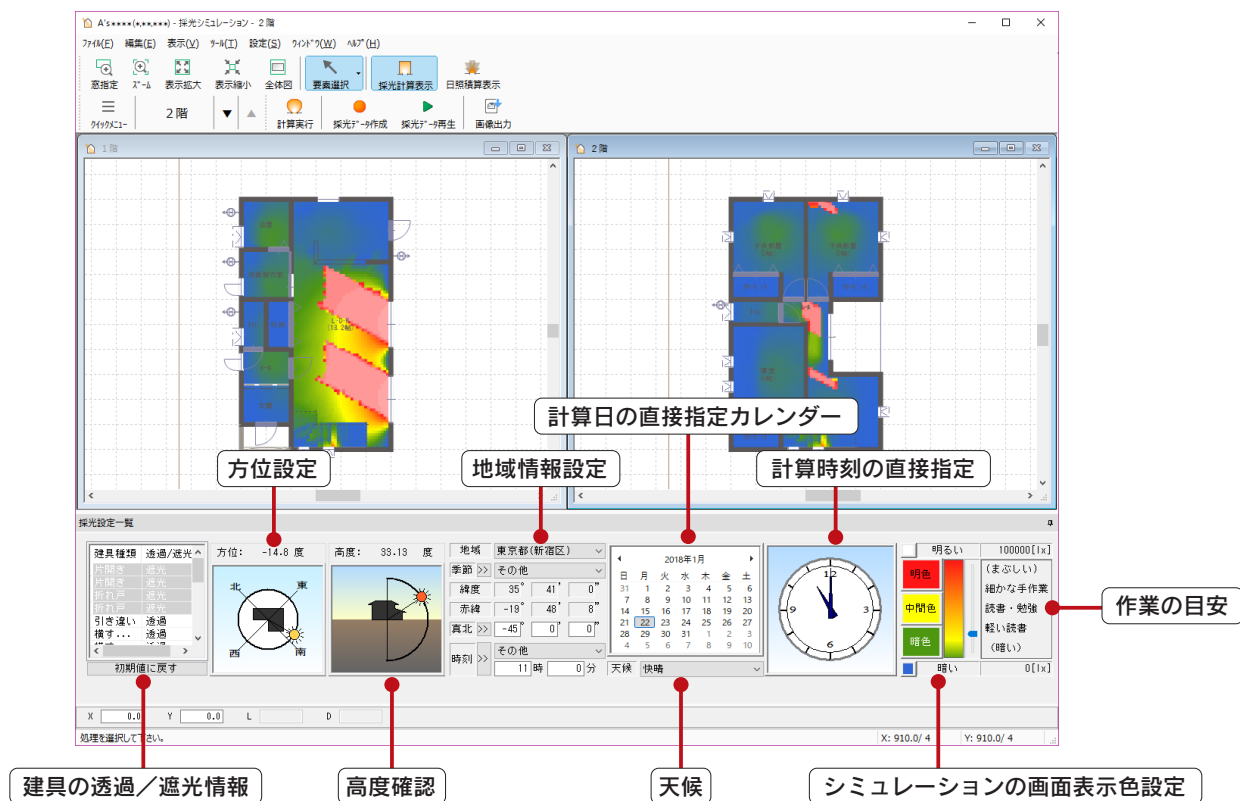 A's****(*,**,***) - 採光シミュレーション - 2 階
ﾌｧｲﾙ(F) 編集(E) 表示(V) ﾂｰﾙ(T) 設定(S) ｳｨﾝﾄﾞｳ(W) ﾍﾙﾌﾟ(H)
窓指定 ｽﾞｰﾑ 表示拡大 表示縮小 全体図 要素選択 採光計算表示 日照積算表示
ｸｲｯｸﾒﾆｭｰ 2 階 ▼ ▲ 計算実行 採光ﾃﾞｰﾀ作成 採光ﾃﾞｰﾀ再生 画像出力
1 階
L・D・K
(18.2帖)
2 階
計算日の直接指定カレンダー
方位設定
地域情報設定
計算時刻の直接指定
採光設定一覧
建具種類 透過/遮光
片開き 遮光
片開き 遮光
折れ戸 遮光
折れ戸 遮光
引き違い 透過
横す... 透過
初期値に戻す
方位: -14.8 度
北 東
西 南
高度: 33.13 度
地域 東京都(新宿区)
季節 >> その他
緯度 35° 41' 0"
赤緯 -19° 48' 8"
真北 >> -45° 0' 0"
時刻 >> その他
11 時 0 分
2018年1月
日 月 火 水 木 金 土
31 1 2 3 4 5 6
7 8 9 10 11 12 13
14 15 16 17 18 19 20
21 22 23 24 25 26 27
28 29 30 31 1 2 3
4 5 6 7 8 9 10
天候 快晴
12
3
6
9
明るい 100000[lx]
明色
中間色
暗色
暗い 0[lx]
(まぶしい)
細かな手作業
読書・勉強
軽い読書
(暗い)
作業の目安
X 0.0 Y 0.0 L D
処理を選択して下さい。 X: 910.0/ 4 Y: 910.0/ 4
建具の透過／遮光情報
高度確認
天候
シミュレーションの画面表示色設定